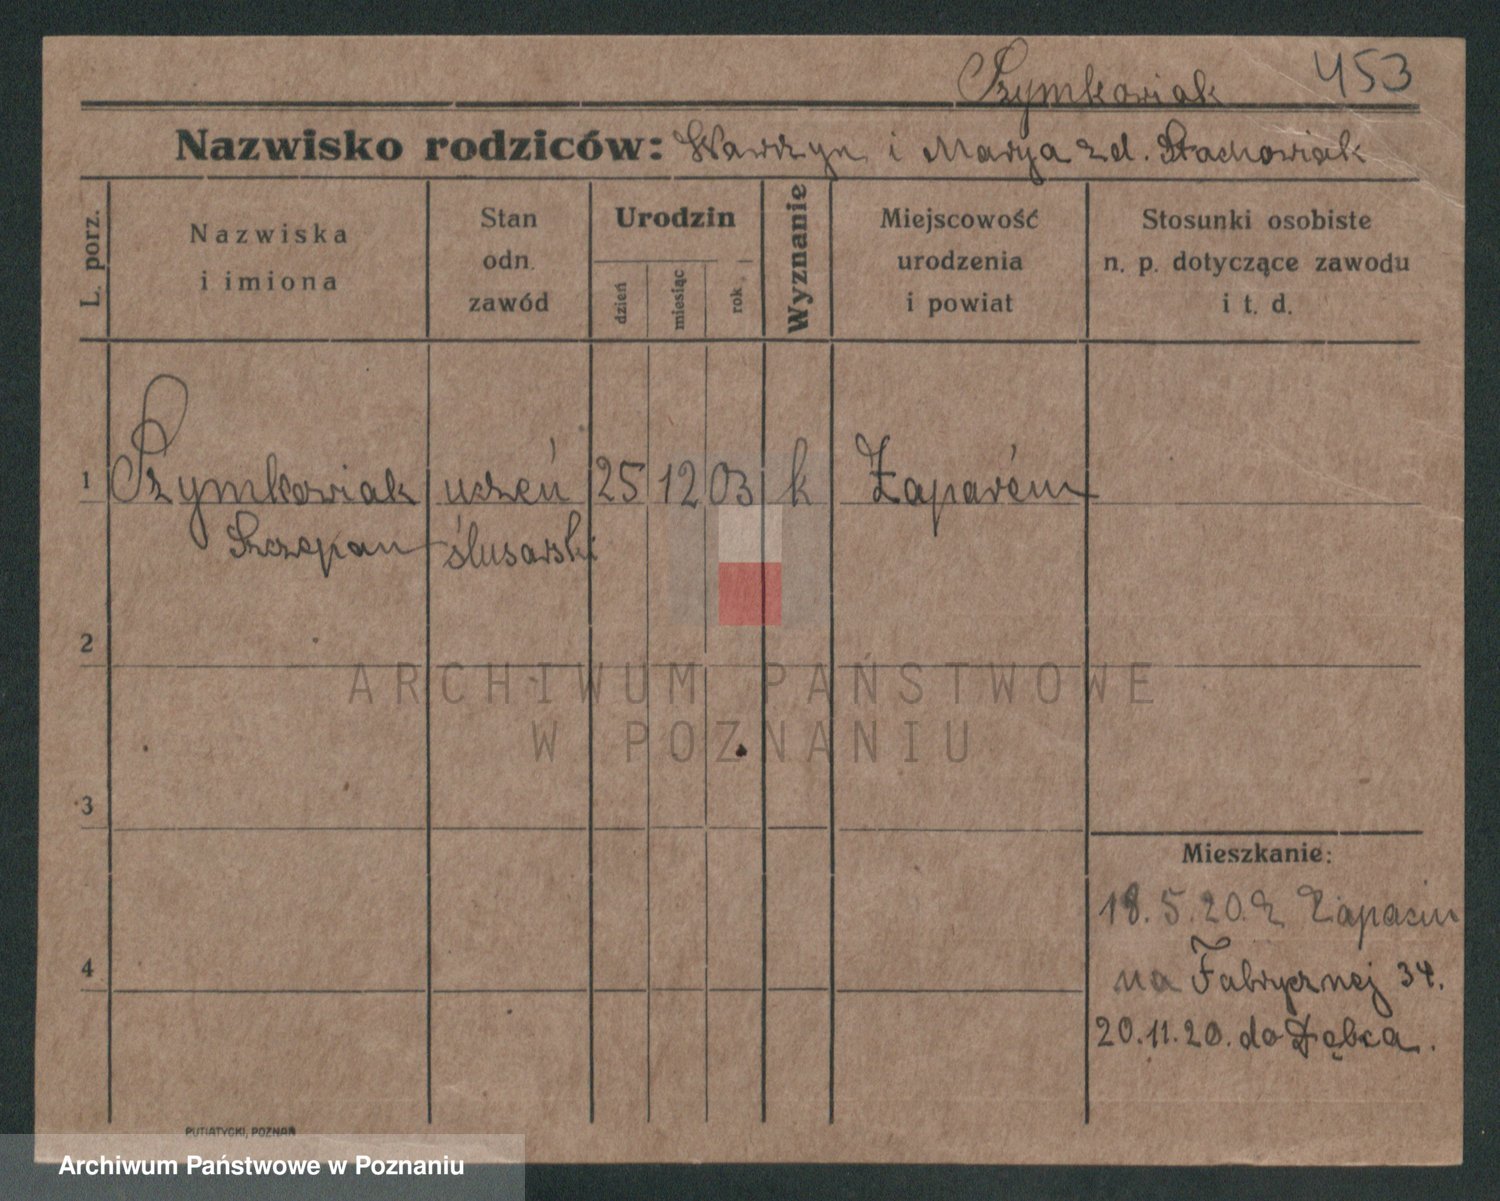 Szymkowiak 453
Nazwisko rodziców: Wawrzyn i Marya z d. Stachowiak
L. porz.
Nazwiska
i imiona
Stan
odn.
zawód
Urodzin
dzień
miesiąc
rok
Wyznanie
Miejscowość
urodzenia
i powiat
Stosunki osobiste
n. p. dotyczące zawodu
i t. d.
1 Szymkowiak uczeń 25 12 03 k
Szczepan ślusarski
2
3
4
Mieszkanie:
18.5.20. z Żapacin
na Fabrycznej 34.
20.11.20. do Dębca.
PUTIATYCKI, POZNAŃ
ARCHIWUM PAŃSTWOWE
W POZNANIU
Archiwum Państwowe w Poznaniu